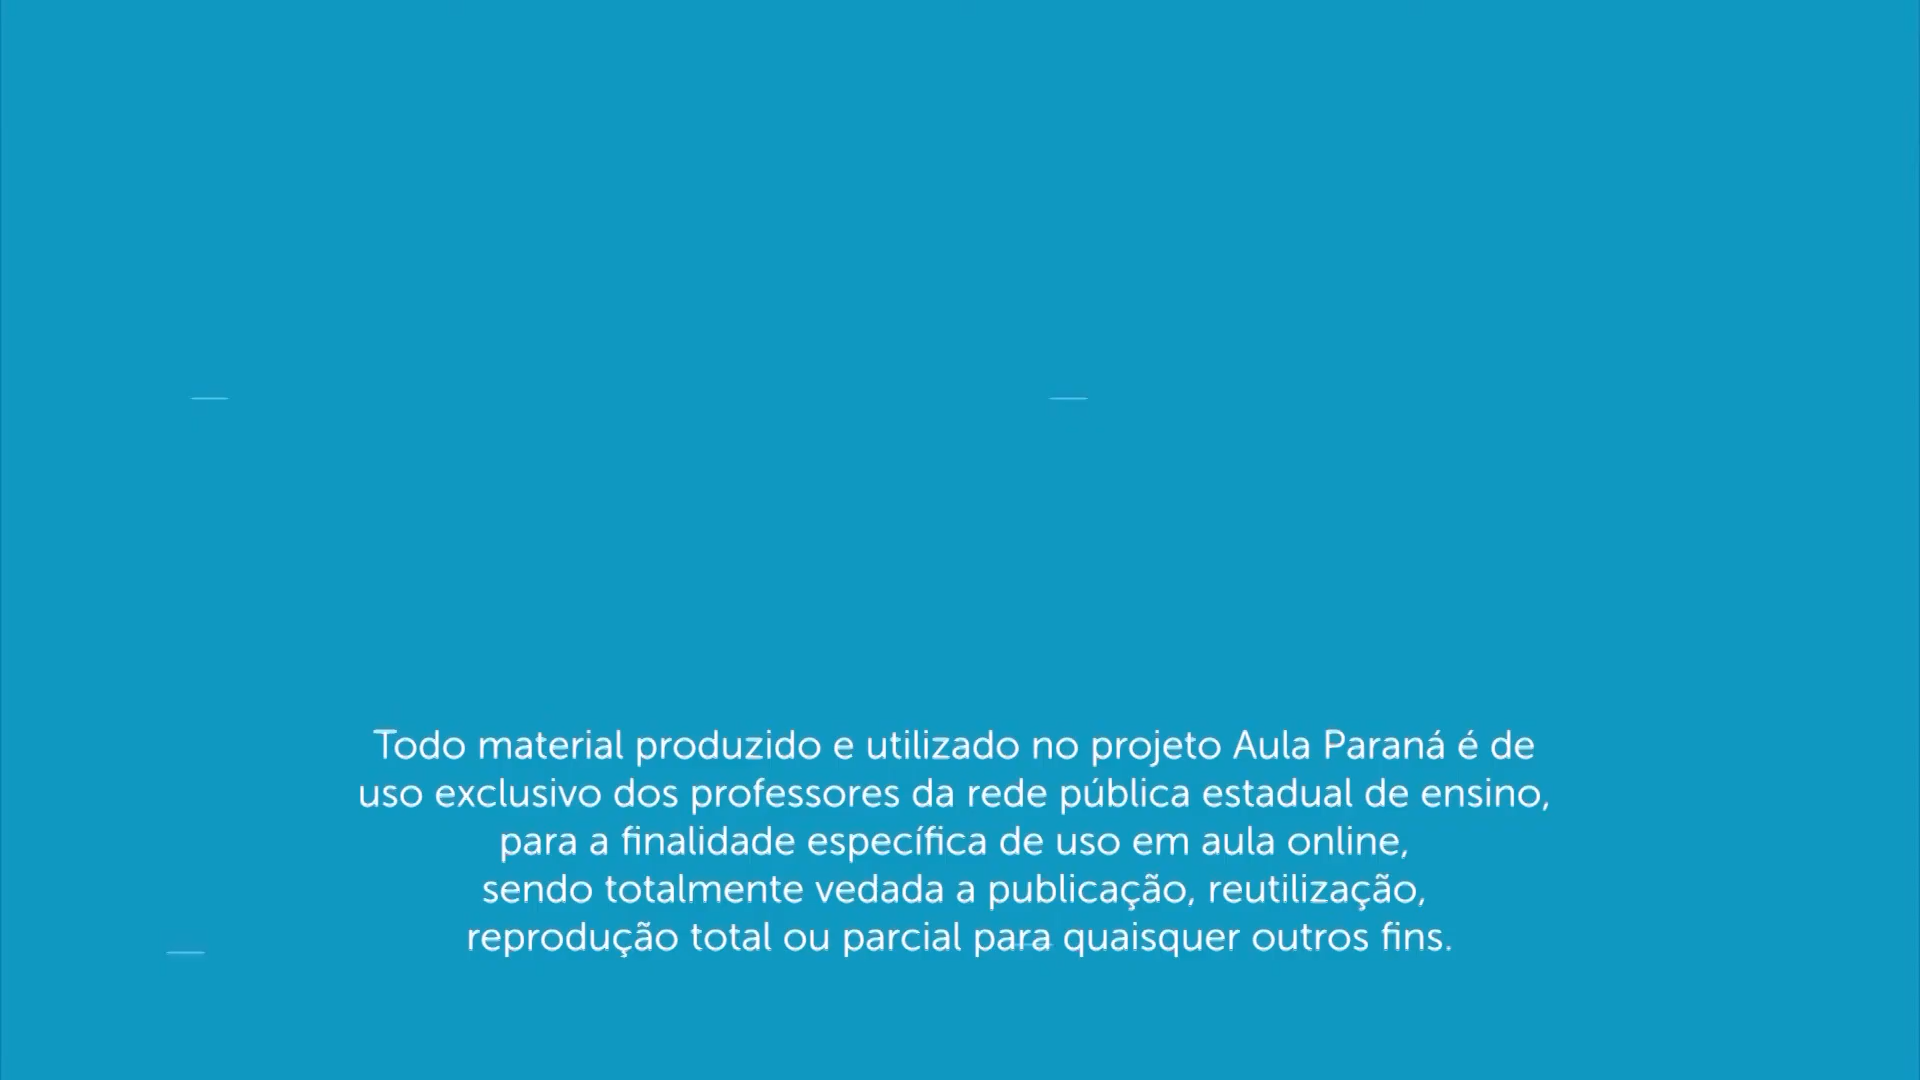 Todo material produzido e utilizado no projeto Aula Paraná é de
uso exclusivo dos professores da rede pública estadual de ensino,
para a finalidade específica de uso em aula online,
sendo totalmente vedada a publicação, reutilização,
reprodução total ou parcial para quaisquer outros fins.